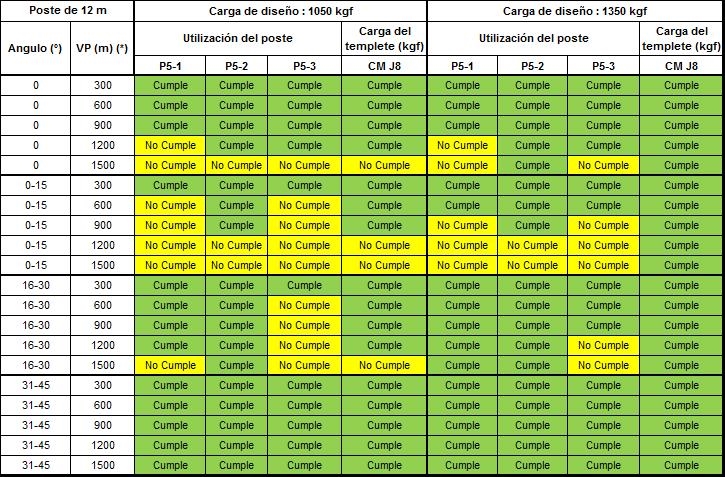 Poste de 12 m Carga de diseño : 1050 kgf Carga de diseño : 1350 kgf
Angulo (°) VP (m) (*) Utilización del poste Carga del templete (kgf) Utilización del poste Carga del templete (kgf)
P5-1 P5-2 P5-3 CM J8 P5-1 P5-2 P5-3 CM J8
0 300 Cumple Cumple Cumple Cumple Cumple Cumple Cumple Cumple
0 600 Cumple Cumple Cumple Cumple Cumple Cumple Cumple Cumple
0 900 Cumple Cumple Cumple Cumple Cumple Cumple Cumple Cumple
0 1200 No Cumple Cumple Cumple Cumple No Cumple Cumple Cumple Cumple
0 1500 No Cumple No Cumple No Cumple No Cumple No Cumple Cumple No Cumple Cumple
0-15 300 Cumple Cumple Cumple Cumple Cumple Cumple Cumple Cumple
0-15 600 No Cumple Cumple No Cumple Cumple Cumple Cumple Cumple Cumple
0-15 900 No Cumple Cumple No Cumple Cumple No Cumple Cumple No Cumple Cumple
0-15 1200 No Cumple No Cumple No Cumple No Cumple No Cumple No Cumple No Cumple Cumple
0-15 1500 No Cumple No Cumple No Cumple No Cumple No Cumple No Cumple No Cumple Cumple
16-30 300 Cumple Cumple Cumple Cumple Cumple Cumple Cumple Cumple
16-30 600 Cumple Cumple No Cumple Cumple Cumple Cumple Cumple Cumple
16-30 900 Cumple Cumple No Cumple Cumple Cumple Cumple Cumple Cumple
16-30 1200 Cumple Cumple No Cumple Cumple Cumple Cumple No Cumple Cumple
16-30 1500 No Cumple Cumple No Cumple No Cumple Cumple Cumple No Cumple Cumple
31-45 300 Cumple Cumple Cumple Cumple Cumple Cumple Cumple Cumple
31-45 600 Cumple Cumple Cumple Cumple Cumple Cumple Cumple Cumple
31-45 900 Cumple Cumple Cumple Cumple Cumple Cumple Cumple Cumple
31-45 1200 Cumple Cumple Cumple Cumple Cumple Cumple Cumple Cumple
31-45 1500 Cumple Cumple Cumple Cumple Cumple Cumple Cumple Cumple